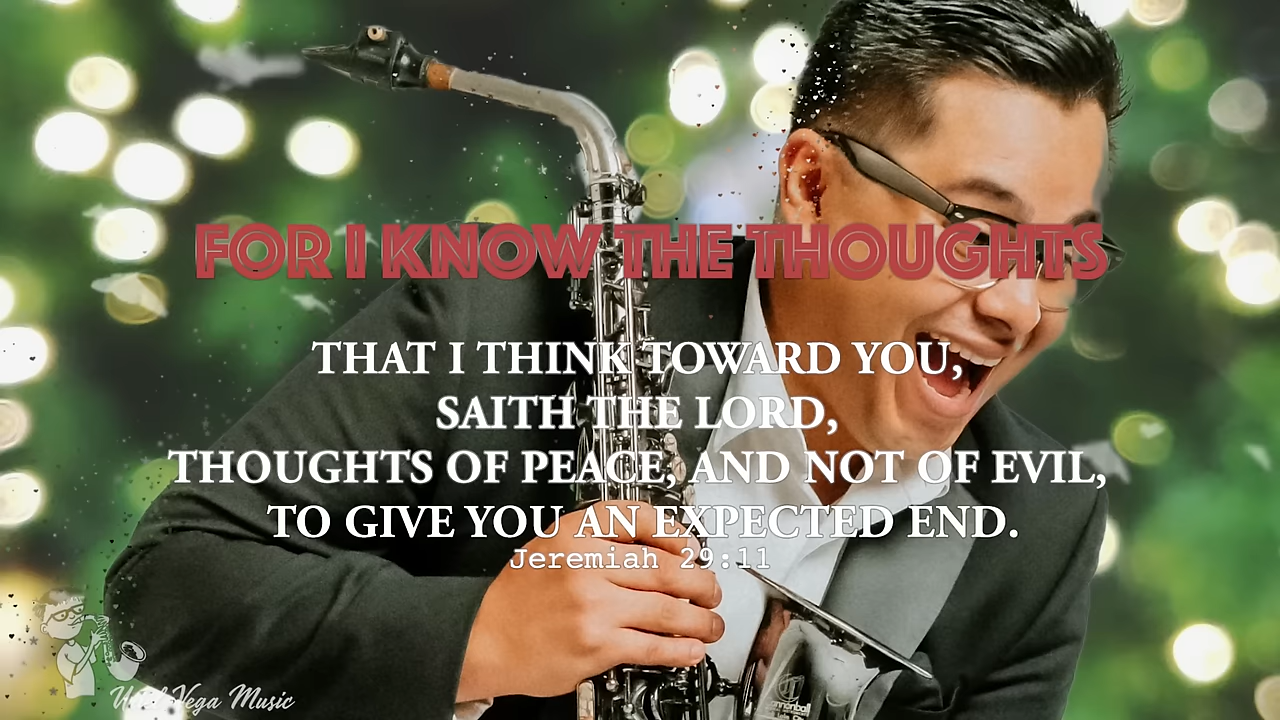 FOR I KNOW THE THOUGHTS
THAT I THINK TOWARD YOU,
SAITH THE LORD,
THOUGHTS OF PEACE, AND NOT OF EVIL,
TO GIVE YOU AN EXPECTED END.
Jeremiah 29:11
Vega Music